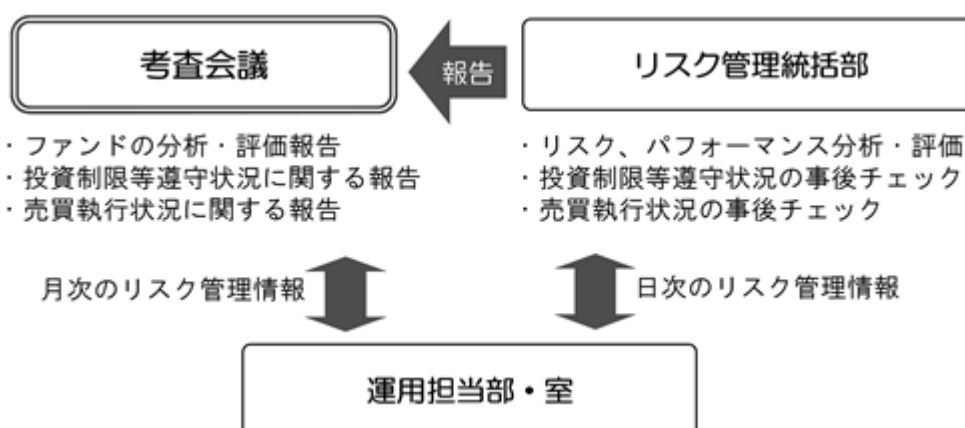 考査会議
報告
リスク管理統括部
・ファンドの分析・評価報告
・投資制限等遵守状況に関する報告
・売買執行状況に関する報告
・リスク、パフォーマンス分析・評価
・投資制限等遵守状況の事後チェック
・売買執行状況の事後チェック
月次のリスク管理情報
日次のリスク管理情報
運用担当部・室